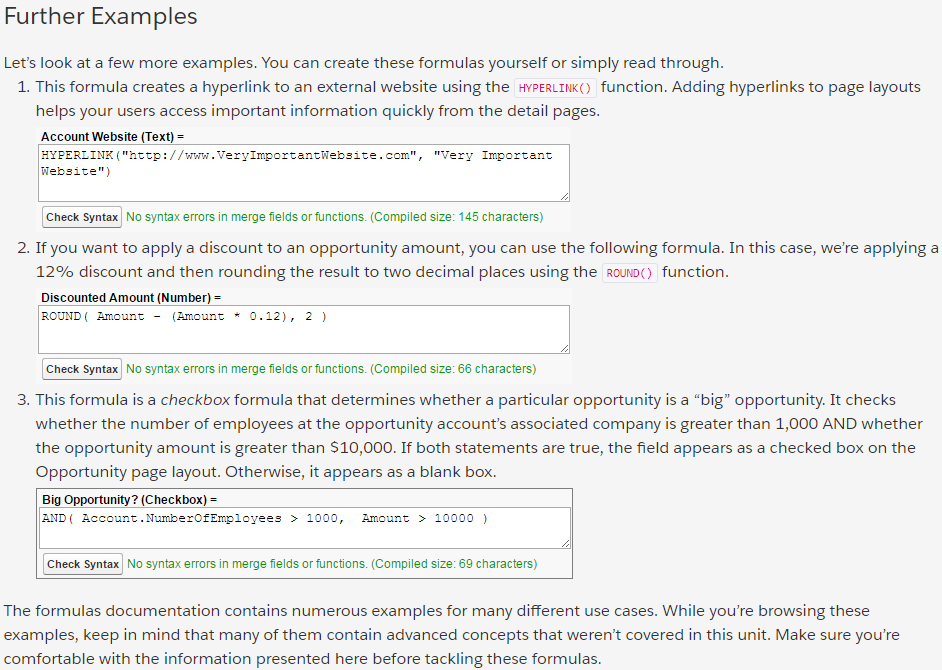 Further Examples
Let’s look at a few more examples. You can create these formulas yourself or simply read through.
1. This formula creates a hyperlink to an external website using the HYPERLINK() function. Adding hyperlinks to page layouts
helps your users access important information quickly from the detail pages.
Account Website (Text) =
HYPERLINK("http://www.VeryImportantWebsite.com", "Very Important
Website")
Check Syntax No syntax errors in merge fields or functions. (Compiled size: 145 characters)
2. If you want to apply a discount to an opportunity amount, you can use the following formula. In this case, we’re applying a
12% discount and then rounding the result to two decimal places using the ROUND() function.
Discounted Amount (Number) =
ROUND( Amount - (Amount * 0.12), 2 )
Check Syntax No syntax errors in merge fields or functions. (Compiled size: 66 characters)
3. This formula is a checkbox formula that determines whether a particular opportunity is a “big” opportunity. It checks
whether the number of employees at the opportunity account’s associated company is greater than 1,000 AND whether
the opportunity amount is greater than $10,000. If both statements are true, the field appears as a checked box on the
Opportunity page layout. Otherwise, it appears as a blank box.
Big Opportunity? (Checkbox) =
AND( Account.NumberOfEmployees > 1000,  Amount > 10000 )
Check Syntax No syntax errors in merge fields or functions. (Compiled size: 69 characters)
The formulas documentation contains numerous examples for many different use cases. While you’re browsing these
examples, keep in mind that many of them contain advanced concepts that weren’t covered in this unit. Make sure you’re
comfortable with the information presented here before tackling these formulas.